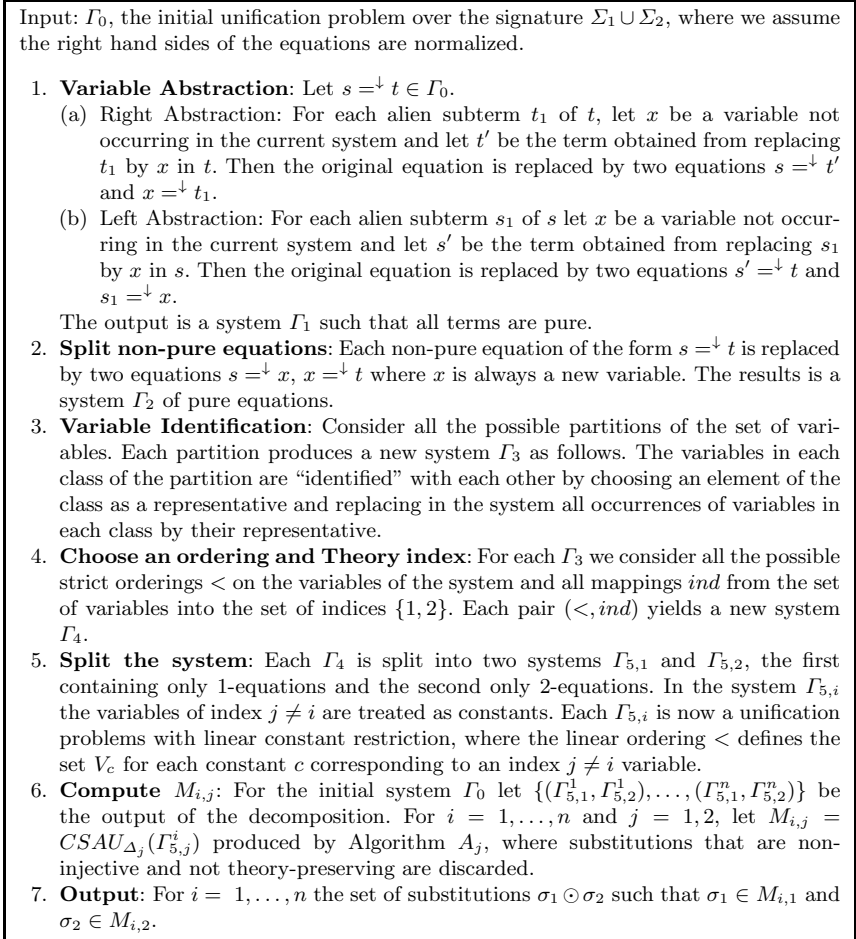 Input: Γ₀, the initial unification problem over the signature Σ₁ ∪ Σ₂, where we assume
the right hand sides of the equations are normalized.
1. Variable Abstraction: Let s =↓ t ∈ Γ₀.
(a) Right Abstraction: For each alien subterm t₁ of t, let x be a variable not
occurring in the current system and let t′ be the term obtained from replacing
t₁ by x in t. Then the original equation is replaced by two equations s =↓ t′
and x =↓ t₁.
(b) Left Abstraction: For each alien subterm s₁ of s let x be a variable not occur-
ring in the current system and let s′ be the term obtained from replacing s₁
by x in s. Then the original equation is replaced by two equations s′ =↓ t and
s₁ =↓ x.
The output is a system Γ₁ such that all terms are pure.
2. Split non-pure equations: Each non-pure equation of the form s =↓ t is replaced
by two equations s =↓ x, x =↓ t where x is always a new variable. The results is a
system Γ₂ of pure equations.
3. Variable Identification: Consider all the possible partitions of the set of vari-
ables. Each partition produces a new system Γ₃ as follows. The variables in each
class of the partition are “identified” with each other by choosing an element of the
class as a representative and replacing in the system all occurrences of variables in
each class by their representative.
4. Choose an ordering and Theory index: For each Γ₃ we consider all the possible
strict orderings < on the variables of the system and all mappings ind from the set
of variables into the set of indices {1, 2}. Each pair (<, ind) yields a new system
Γ₄.
5. Split the system: Each Γ₄ is split into two systems Γ₅,₁ and Γ₅,₂, the first
containing only 1-equations and the second only 2-equations. In the system Γ₅,ᵢ
the variables of index j ≠ i are treated as constants. Each Γ₅,ᵢ is now a unification
problems with linear constant restriction, where the linear ordering < defines the
set V_c for each constant c corresponding to an index j ≠ i variable.
6. Compute M_{i,j}: For the initial system Γ₀ let {(Γ¹₅,₁, Γ¹₅,₂), . . . , (Γⁿ₅,₁, Γⁿ₅,₂)} be
the output of the decomposition. For i = 1, . . . , n and j = 1, 2, let M_{i,j} =
CSAU_{Δ_j}(Γ^i_{5,j}) produced by Algorithm A_j, where substitutions that are non-
injective and not theory-preserving are discarded.
7. Output: For i = 1, . . . , n the set of substitutions σ₁ ⊙ σ₂ such that σ₁ ∈ M_{i,1} and
σ₂ ∈ M_{i,2}.